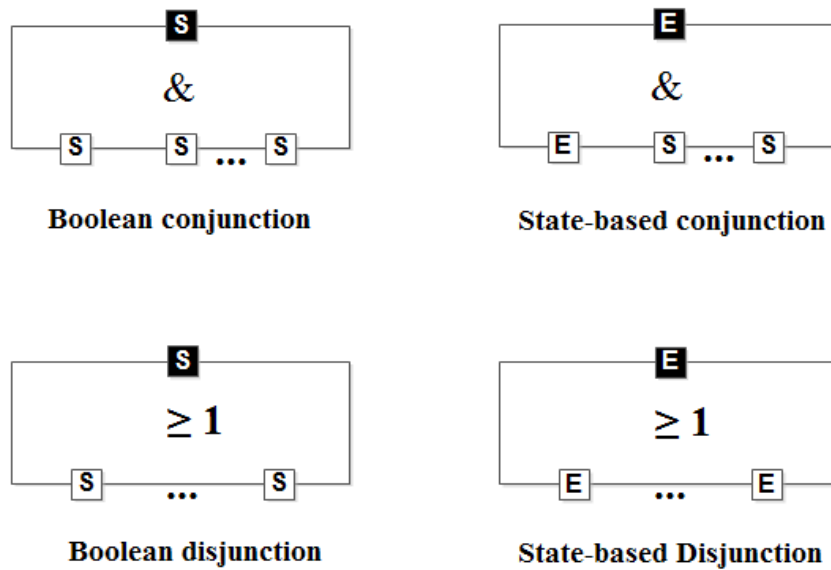 S
E
&
&
S S ... S
E S ... S
Boolean conjunction
State-based conjunction
S
E
≥ 1
≥ 1
S ... S
E ... E
Boolean disjunction
State-based Disjunction